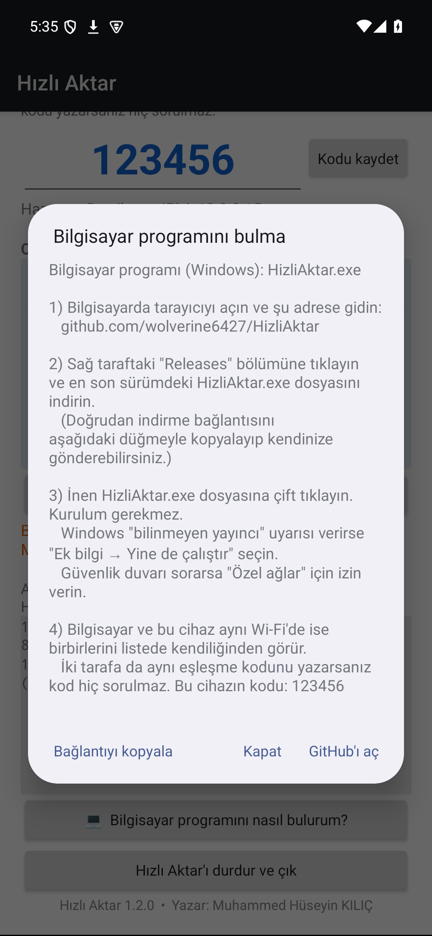 5:35
Hızlı Aktar
kodu yazarsanız hiç sorulmaz.
123456
Kodu kaydet
Bilgisayar programını bulma
Bilgisayar programı (Windows): HizliAktar.exe
1) Bilgisayarda tarayıcıyı açın ve şu adrese gidin:
github.com/wolverine6427/HizliAktar
2) Sağ taraftaki "Releases" bölümüne tıklayın
ve en son sürümdeki HizliAktar.exe dosyasını
indirin.
(Doğrudan indirme bağlantısını
aşağıdaki düğmeyle kopyalayıp kendinize
gönderebilirsiniz.)
3) İnen HizliAktar.exe dosyasına çift tıklayın.
Kurulum gerekmez.
Windows "bilinmeyen yayıncı" uyarısı verirse
"Ek bilgi → Yine de çalıştır" seçin.
Güvenlik duvarı sorarsa "Özel ağlar" için izin
verin.
4) Bilgisayar ve bu cihaz aynı Wi-Fi'de ise
birbirlerini listede kendiliğinden görür.
İki tarafa da aynı eşleşme kodunu yazarsanız
kod hiç sorulmaz. Bu cihazın kodu: 123456
Bağlantıyı kopyala
Kapat
GitHub'ı aç
Bilgisayar programını nasıl bulurum?
Hızlı Aktar'ı durdur ve çık
Hızlı Aktar 1.2.0 • Yazar: Muhammed Hüseyin KILIÇ